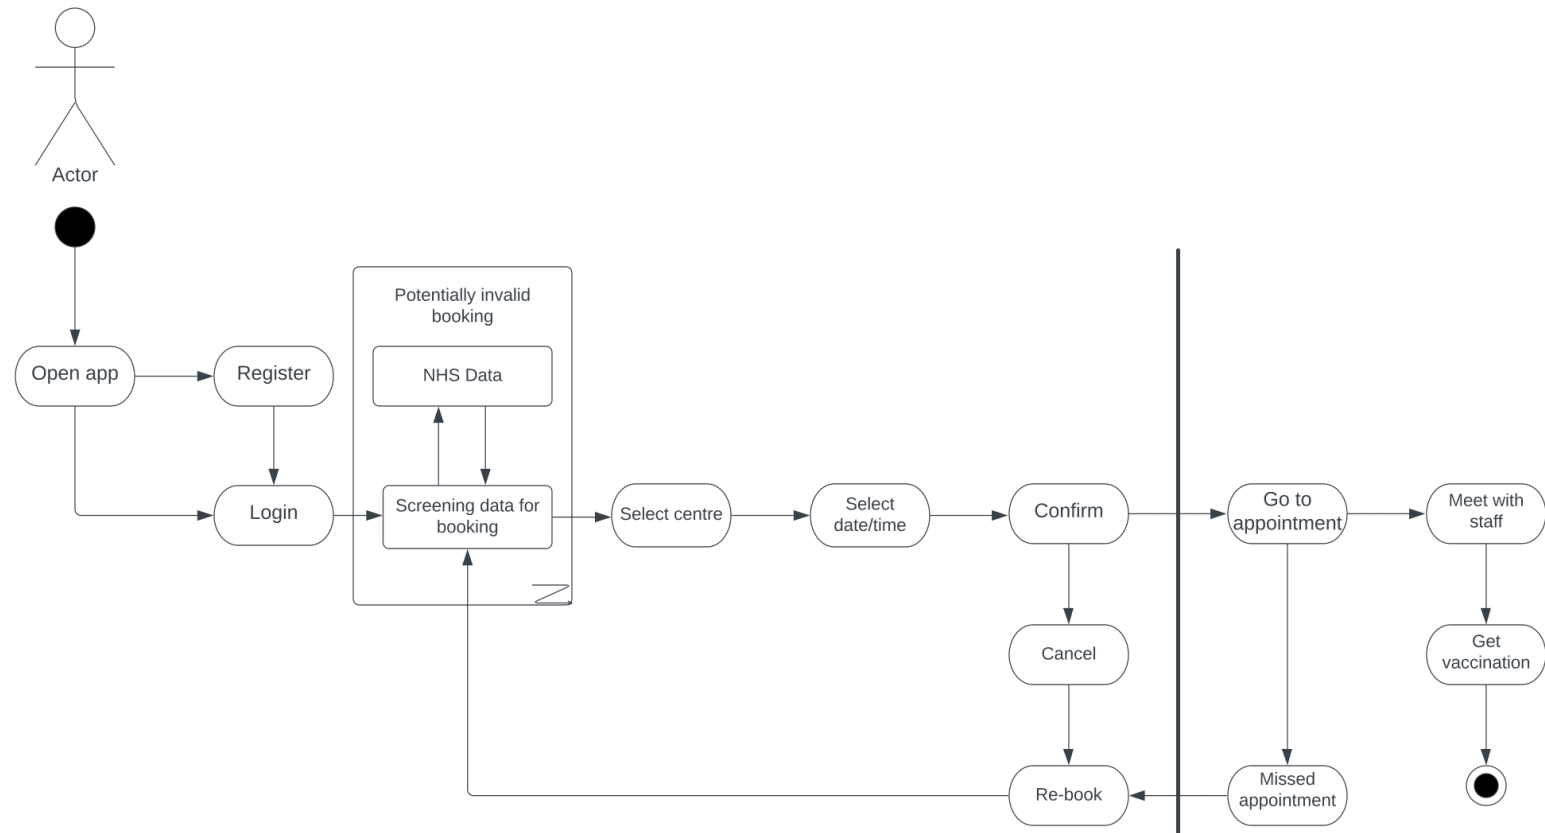 Actor
Potentially invalid
booking
NHS Data
Open app
Register
Login
Screening data for
booking
Select centre
Select
date/time
Confirm
Go to
appointment
Meet with
staff
Cancel
Get
vaccination
Re-book
Missed
appointment